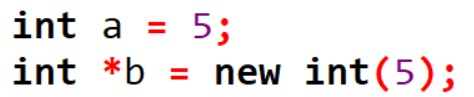 int a = 5;
int *b = new int(5);